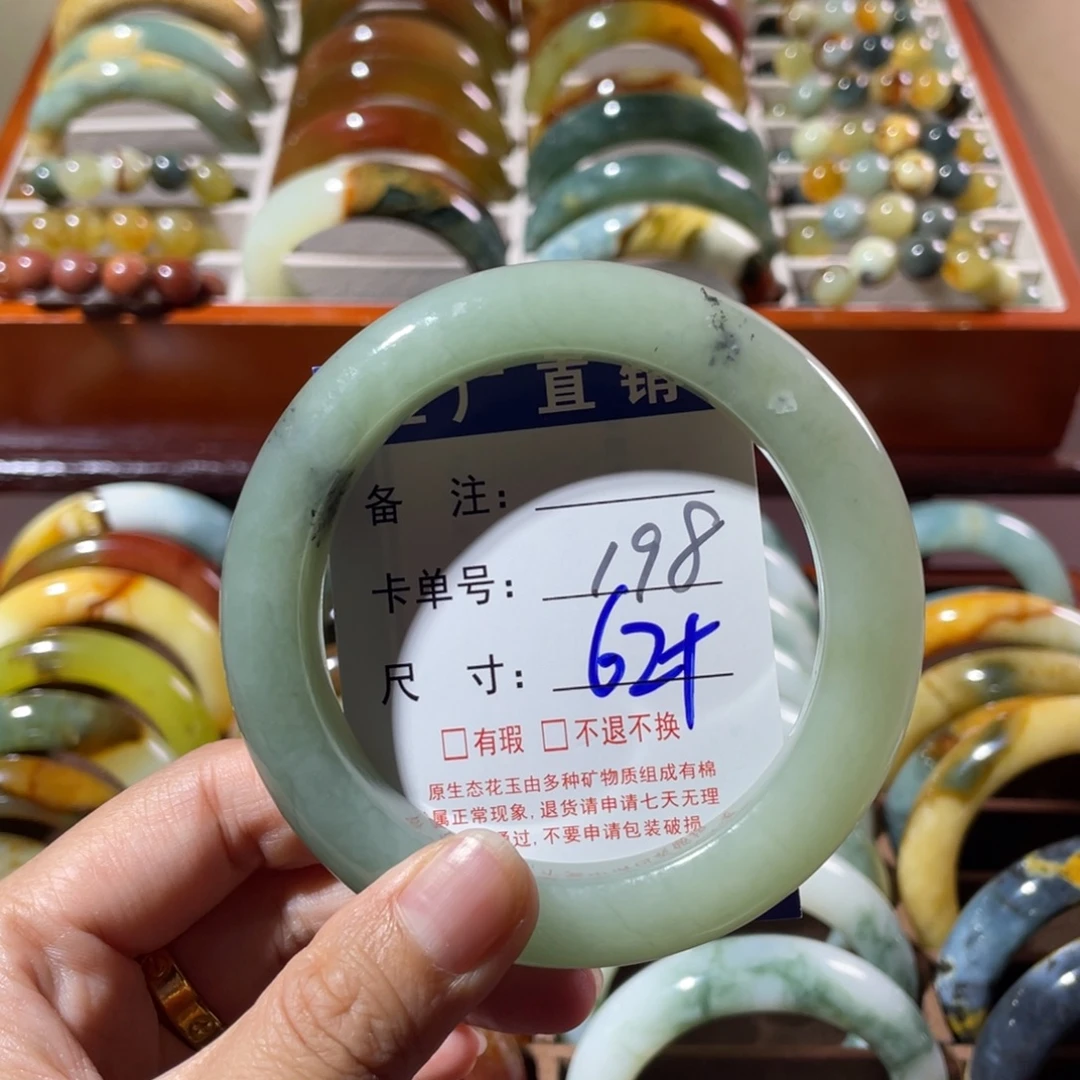 厂直销
备 注:
卡单号: 198
尺 寸: 62+
□有瑕 □不退不换
原生态花玉由多种矿物质组成有棉
属正常现象, 退货请申请七天无理
通过, 不要申请包装破损